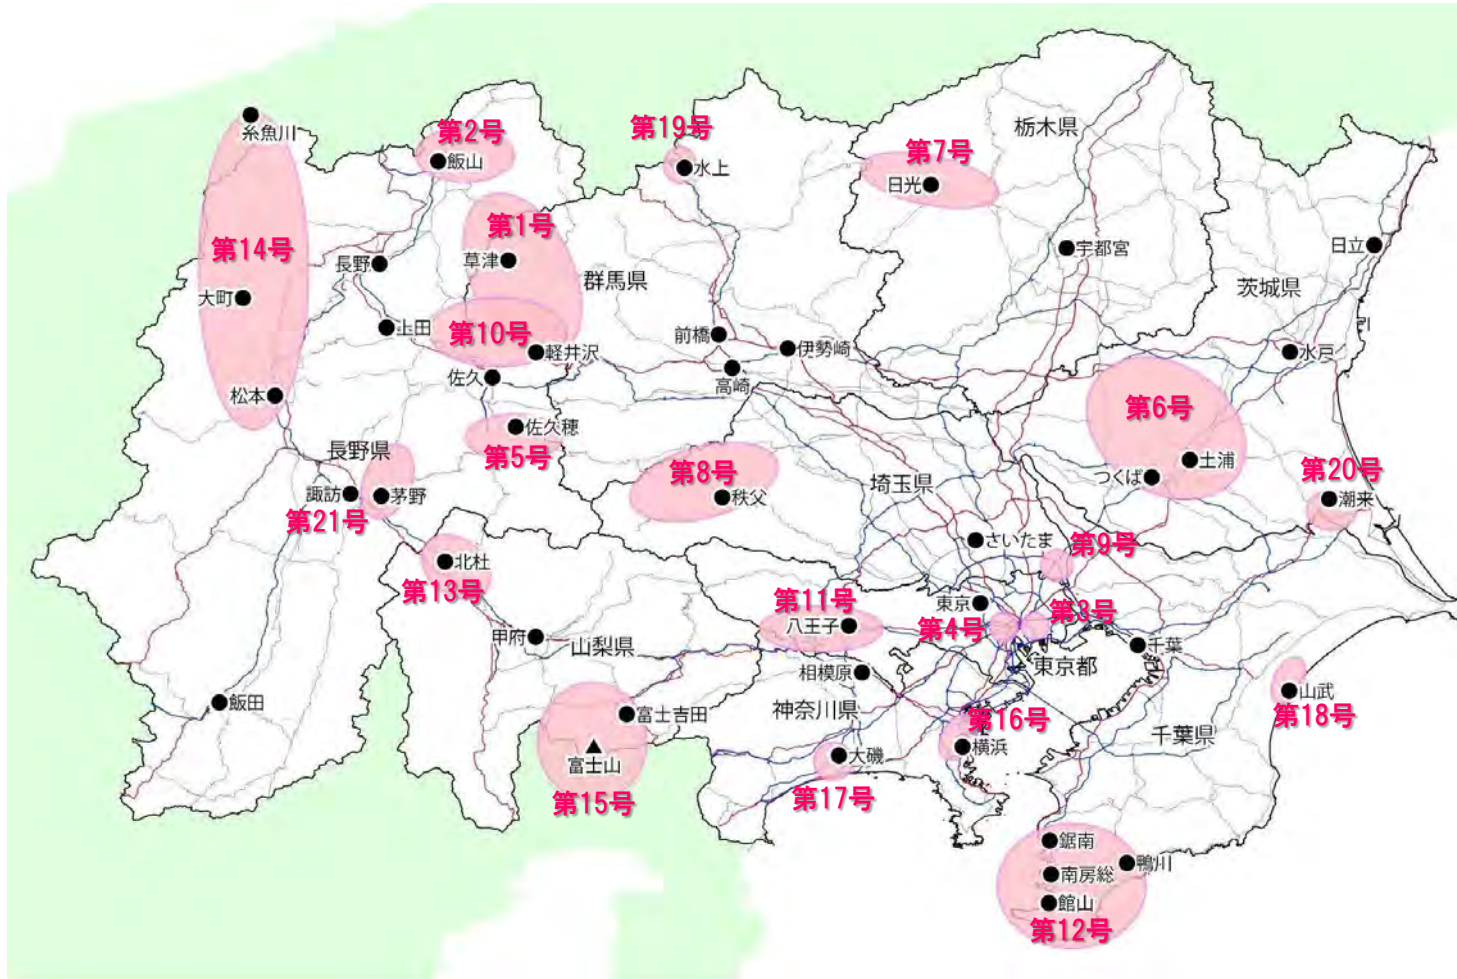 糸魚川
第2号
飯山
第19号
水上
第7号
日光
栃木県
第1号
草津
群馬県
第14号
大町
長野
上田
第10号
軽井沢
前橋
伊勢崎
高崎
宇都宮
茨城県
日立
水戸
松本
佐久
佐久穂
第5号
第6号
土浦
つくば
第20号
潮来
長野県
諏訪
茅野
第21号
第8号
秩父
埼玉県
さいたま
第9号
北杜
第13号
第11号
八王子
東京
第4号
第3号
東京都
千葉
甲府
山梨県
相模原
飯田
富士吉田
富士山
第15号
神奈川県
第16号
横浜
大磯
第17号
千葉県
山武
第18号
鋸南
鴨川
南房総
館山
第12号